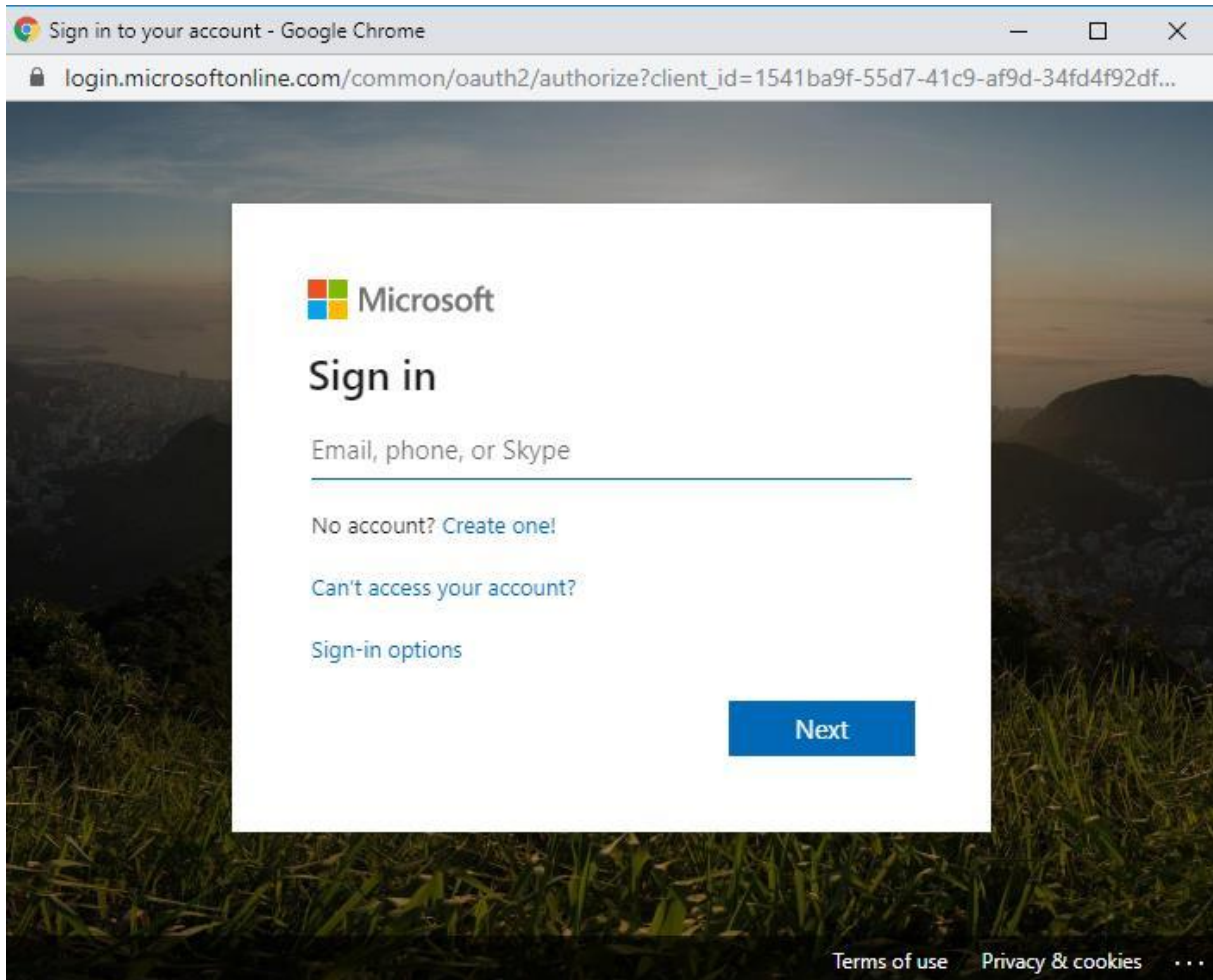 Sign in to your account - Google Chrome
login.microsoftonline.com/common/oauth2/authorize?client_id=1541ba9f-55d7-41c9-af9d-34fd4f92df...
Microsoft
Sign in
Email, phone, or Skype
No account? Create one!
Can't access your account?
Sign-in options
Next
Terms of use Privacy & cookies ...